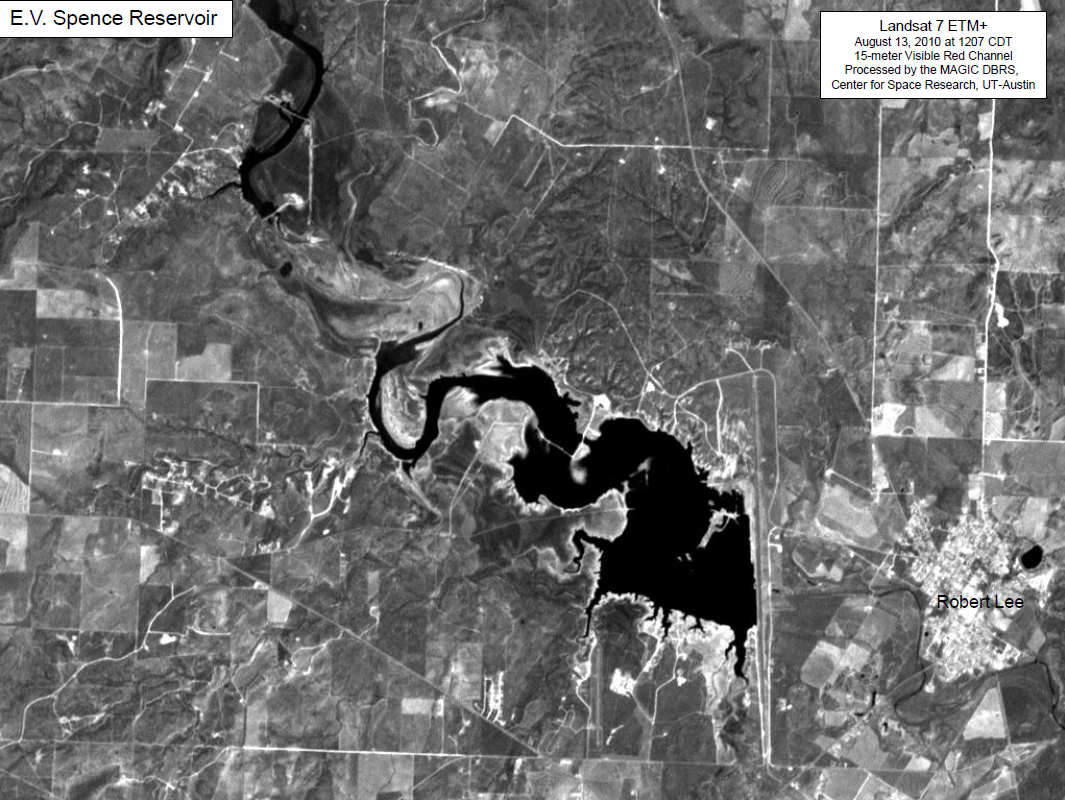 E.V. Spence Reservoir
Landsat 7 ETM+
August 13, 2010 at 1207 CDT
15-meter Visible Red Channel
Processed by the MAGIC DBRS,
Center for Space Research, UT-Austin
Robert Lee